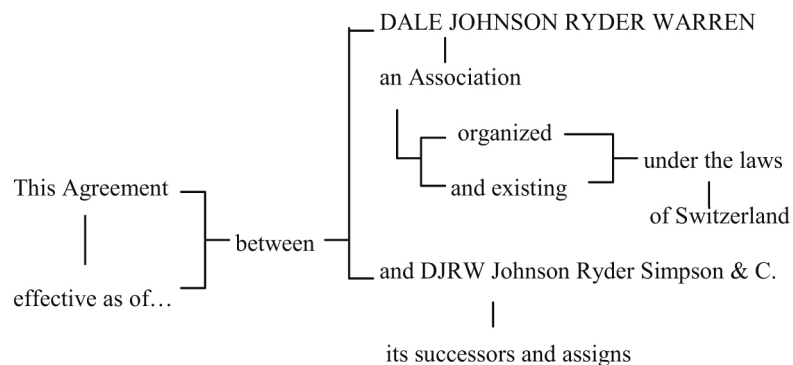 DALE JOHNSON RYDER WARREN
an Association
organized
and existing
under the laws
of Switzerland
This Agreement
effective as of…
between
and DJRW Johnson Ryder Simpson & C.
its successors and assigns